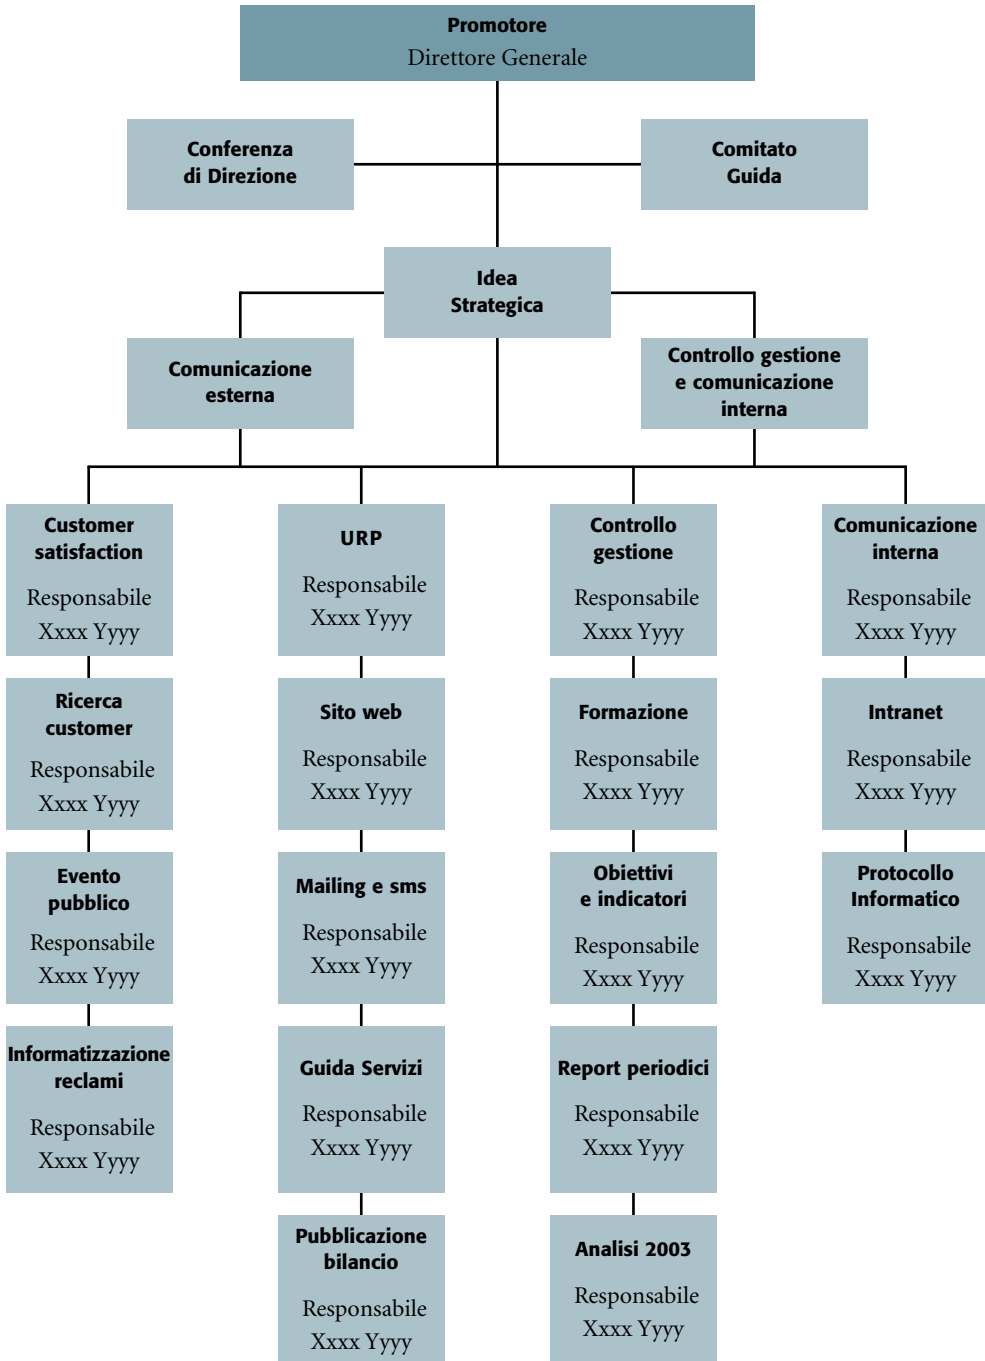 Promotore
Direttore Generale
Conferenza
di Direzione
Comitato
Guida
Idea
Strategica
Comunicazione
esterna
Controllo gestione
e comunicazione
interna
Customer
satisfaction
Responsabile
Xxxx Yyyy
URP
Responsabile
Xxxx Yyyy
Controllo
gestione
Responsabile
Xxxx Yyyy
Comunicazione
interna
Responsabile
Xxxx Yyyy
Ricerca
customer
Responsabile
Xxxx Yyyy
Sito web
Responsabile
Xxxx Yyyy
Formazione
Responsabile
Xxxx Yyyy
Intranet
Responsabile
Xxxx Yyyy
Evento
pubblico
Responsabile
Xxxx Yyyy
Mailing e sms
Responsabile
Xxxx Yyyy
Obiettivi
e indicatori
Responsabile
Xxxx Yyyy
Protocollo
Informatico
Responsabile
Xxxx Yyyy
Informatizzazione
reclami
Responsabile
Xxxx Yyyy
Guida Servizi
Responsabile
Xxxx Yyyy
Report periodici
Responsabile
Xxxx Yyyy
Pubblicazione
bilancio
Responsabile
Xxxx Yyyy
Analisi 2003
Responsabile
Xxxx Yyyy